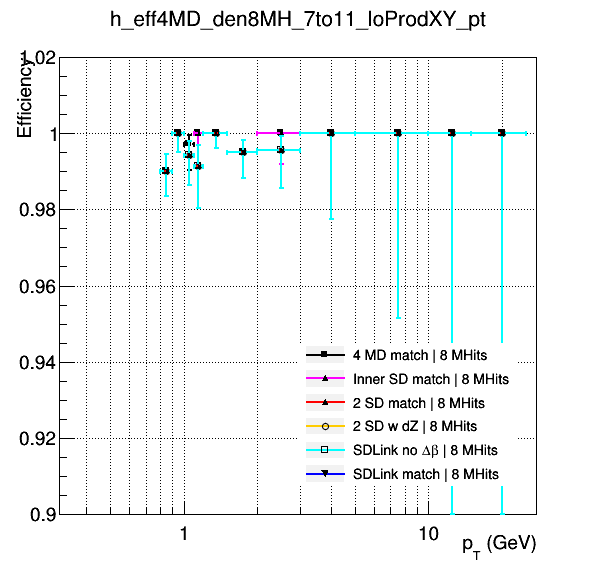 h_eff4MD_den8MH_7to11_loProdXY_pt
Efficiency
1.02
1
0.98
0.96
0.94
0.92
0.9
4 MD match | 8 MHits
Inner SD match | 8 MHits
2 SD match | 8 MHits
2 SD w dZ | 8 MHits
SDLink no Δβ | 8 MHits
SDLink match | 8 MHits
1
10
p_T (GeV)